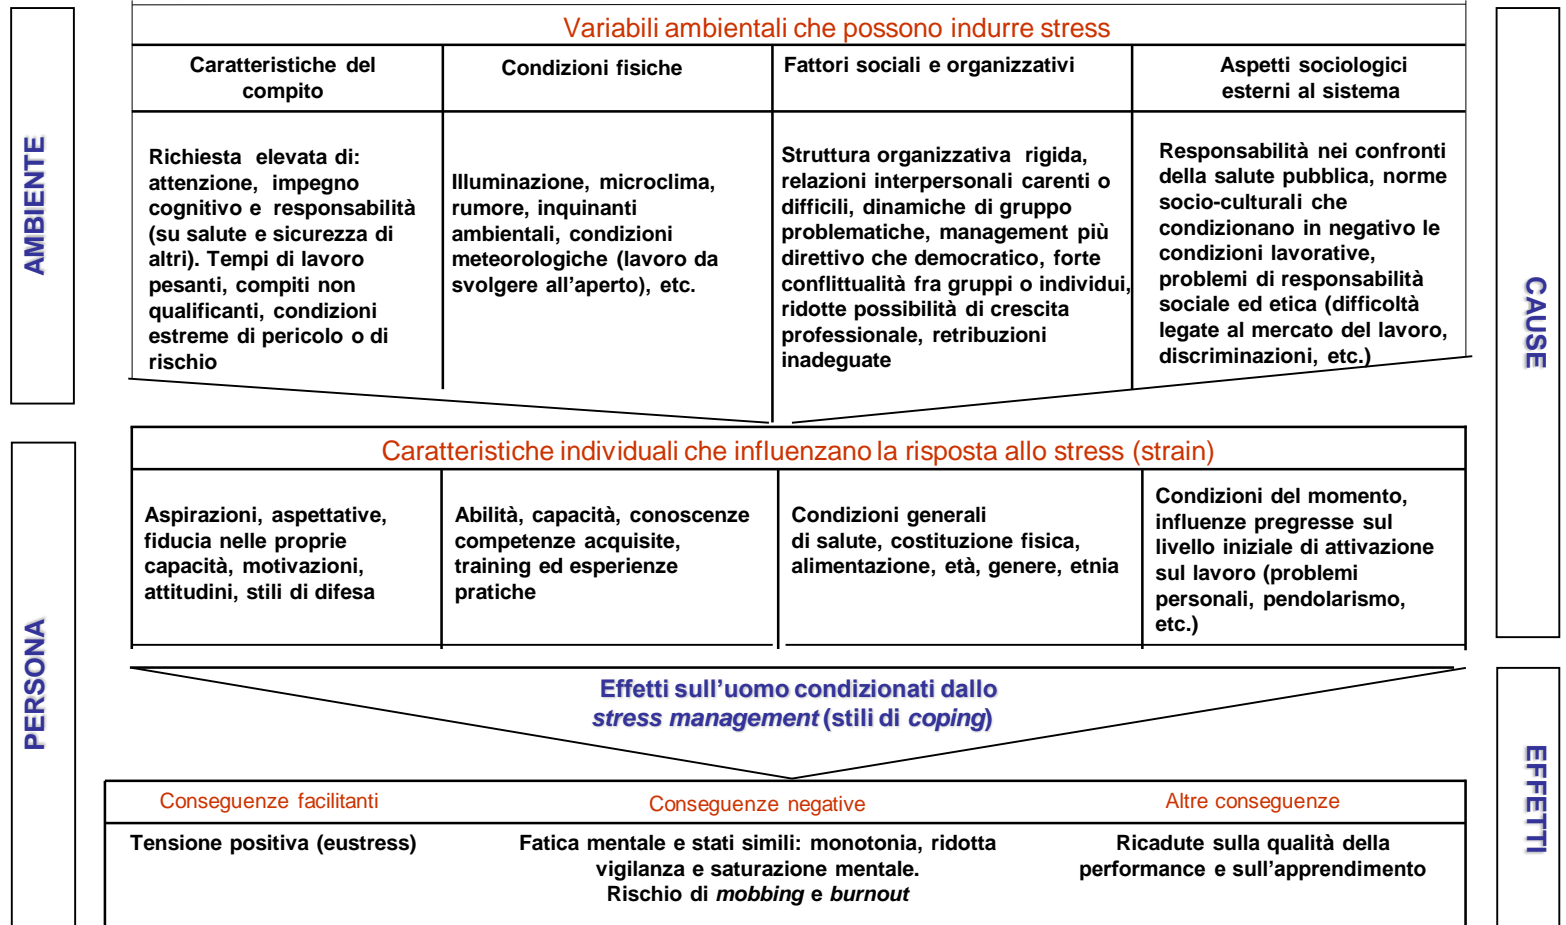 AMBIENTE
Variabili ambientali che possono indurre stress
Caratteristiche del
compito
Condizioni fisiche
Fattori sociali e organizzativi
Aspetti sociologici
esterni al sistema
Richiesta elevata di:
attenzione, impegno
cognitivo e responsabilità
(su salute e sicurezza di
altri). Tempi di lavoro
pesanti, compiti non
qualificanti, condizioni
estreme di pericolo o di
rischio
Illuminazione, microclima,
rumore, inquinanti
ambientali, condizioni
meteorologiche (lavoro da
svolgere all’aperto), etc.
Struttura organizzativa rigida,
relazioni interpersonali carenti o
difficili, dinamiche di gruppo
problematiche, management più
direttivo che democratico, forte
conflittualità fra gruppi o individui,
ridotte possibilità di crescita
professionale, retribuzioni
inadeguate
Responsabilità nei confronti
della salute pubblica, norme
socio-culturali che
condizionano in negativo le
condizioni lavorative,
problemi di responsabilità
sociale ed etica (difficoltà
legate al mercato del lavoro,
discriminazioni, etc.)
CAUSE
PERSONA
Caratteristiche individuali che influenzano la risposta allo stress (strain)
Aspirazioni, aspettative,
fiducia nelle proprie
capacità, motivazioni,
attitudini, stili di difesa
Abilità, capacità, conoscenze
competenze acquisite,
training ed esperienze
pratiche
Condizioni generali
di salute, costituzione fisica,
alimentazione, età, genere, etnia
Condizioni del momento,
influenze pregresse sul
livello iniziale di attivazione
sul lavoro (problemi
personali, pendolarismo,
etc.)
Effetti sull’uomo condizionati dallo
stress management (stili di coping)
EFFETTI
Conseguenze facilitanti
Conseguenze negative
Altre conseguenze
Tensione positiva (eustress)
Fatica mentale e stati simili: monotonia, ridotta
vigilanza e saturazione mentale.
Rischio di mobbing e burnout
Ricadute sulla qualità della
performance e sull’apprendimento